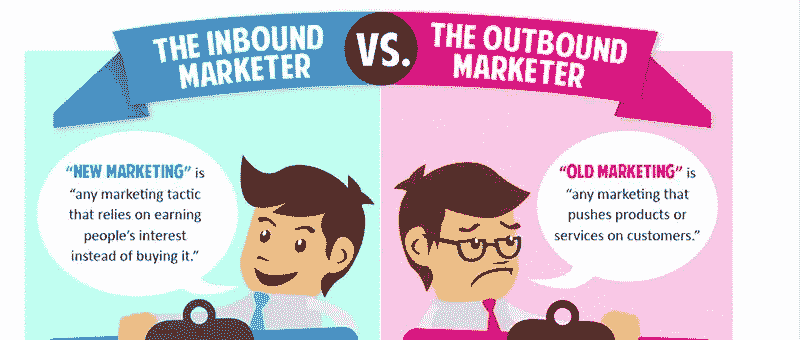 THE INBOUND
MARKETER
VS.
THE OUTBOUND
MARKETER
“NEW MARKETING” is
“any marketing tactic
that relies on earning
people’s interest
instead of buying it.”
“OLD MARKETING” is
“any marketing that
pushes products or
services on customers.”